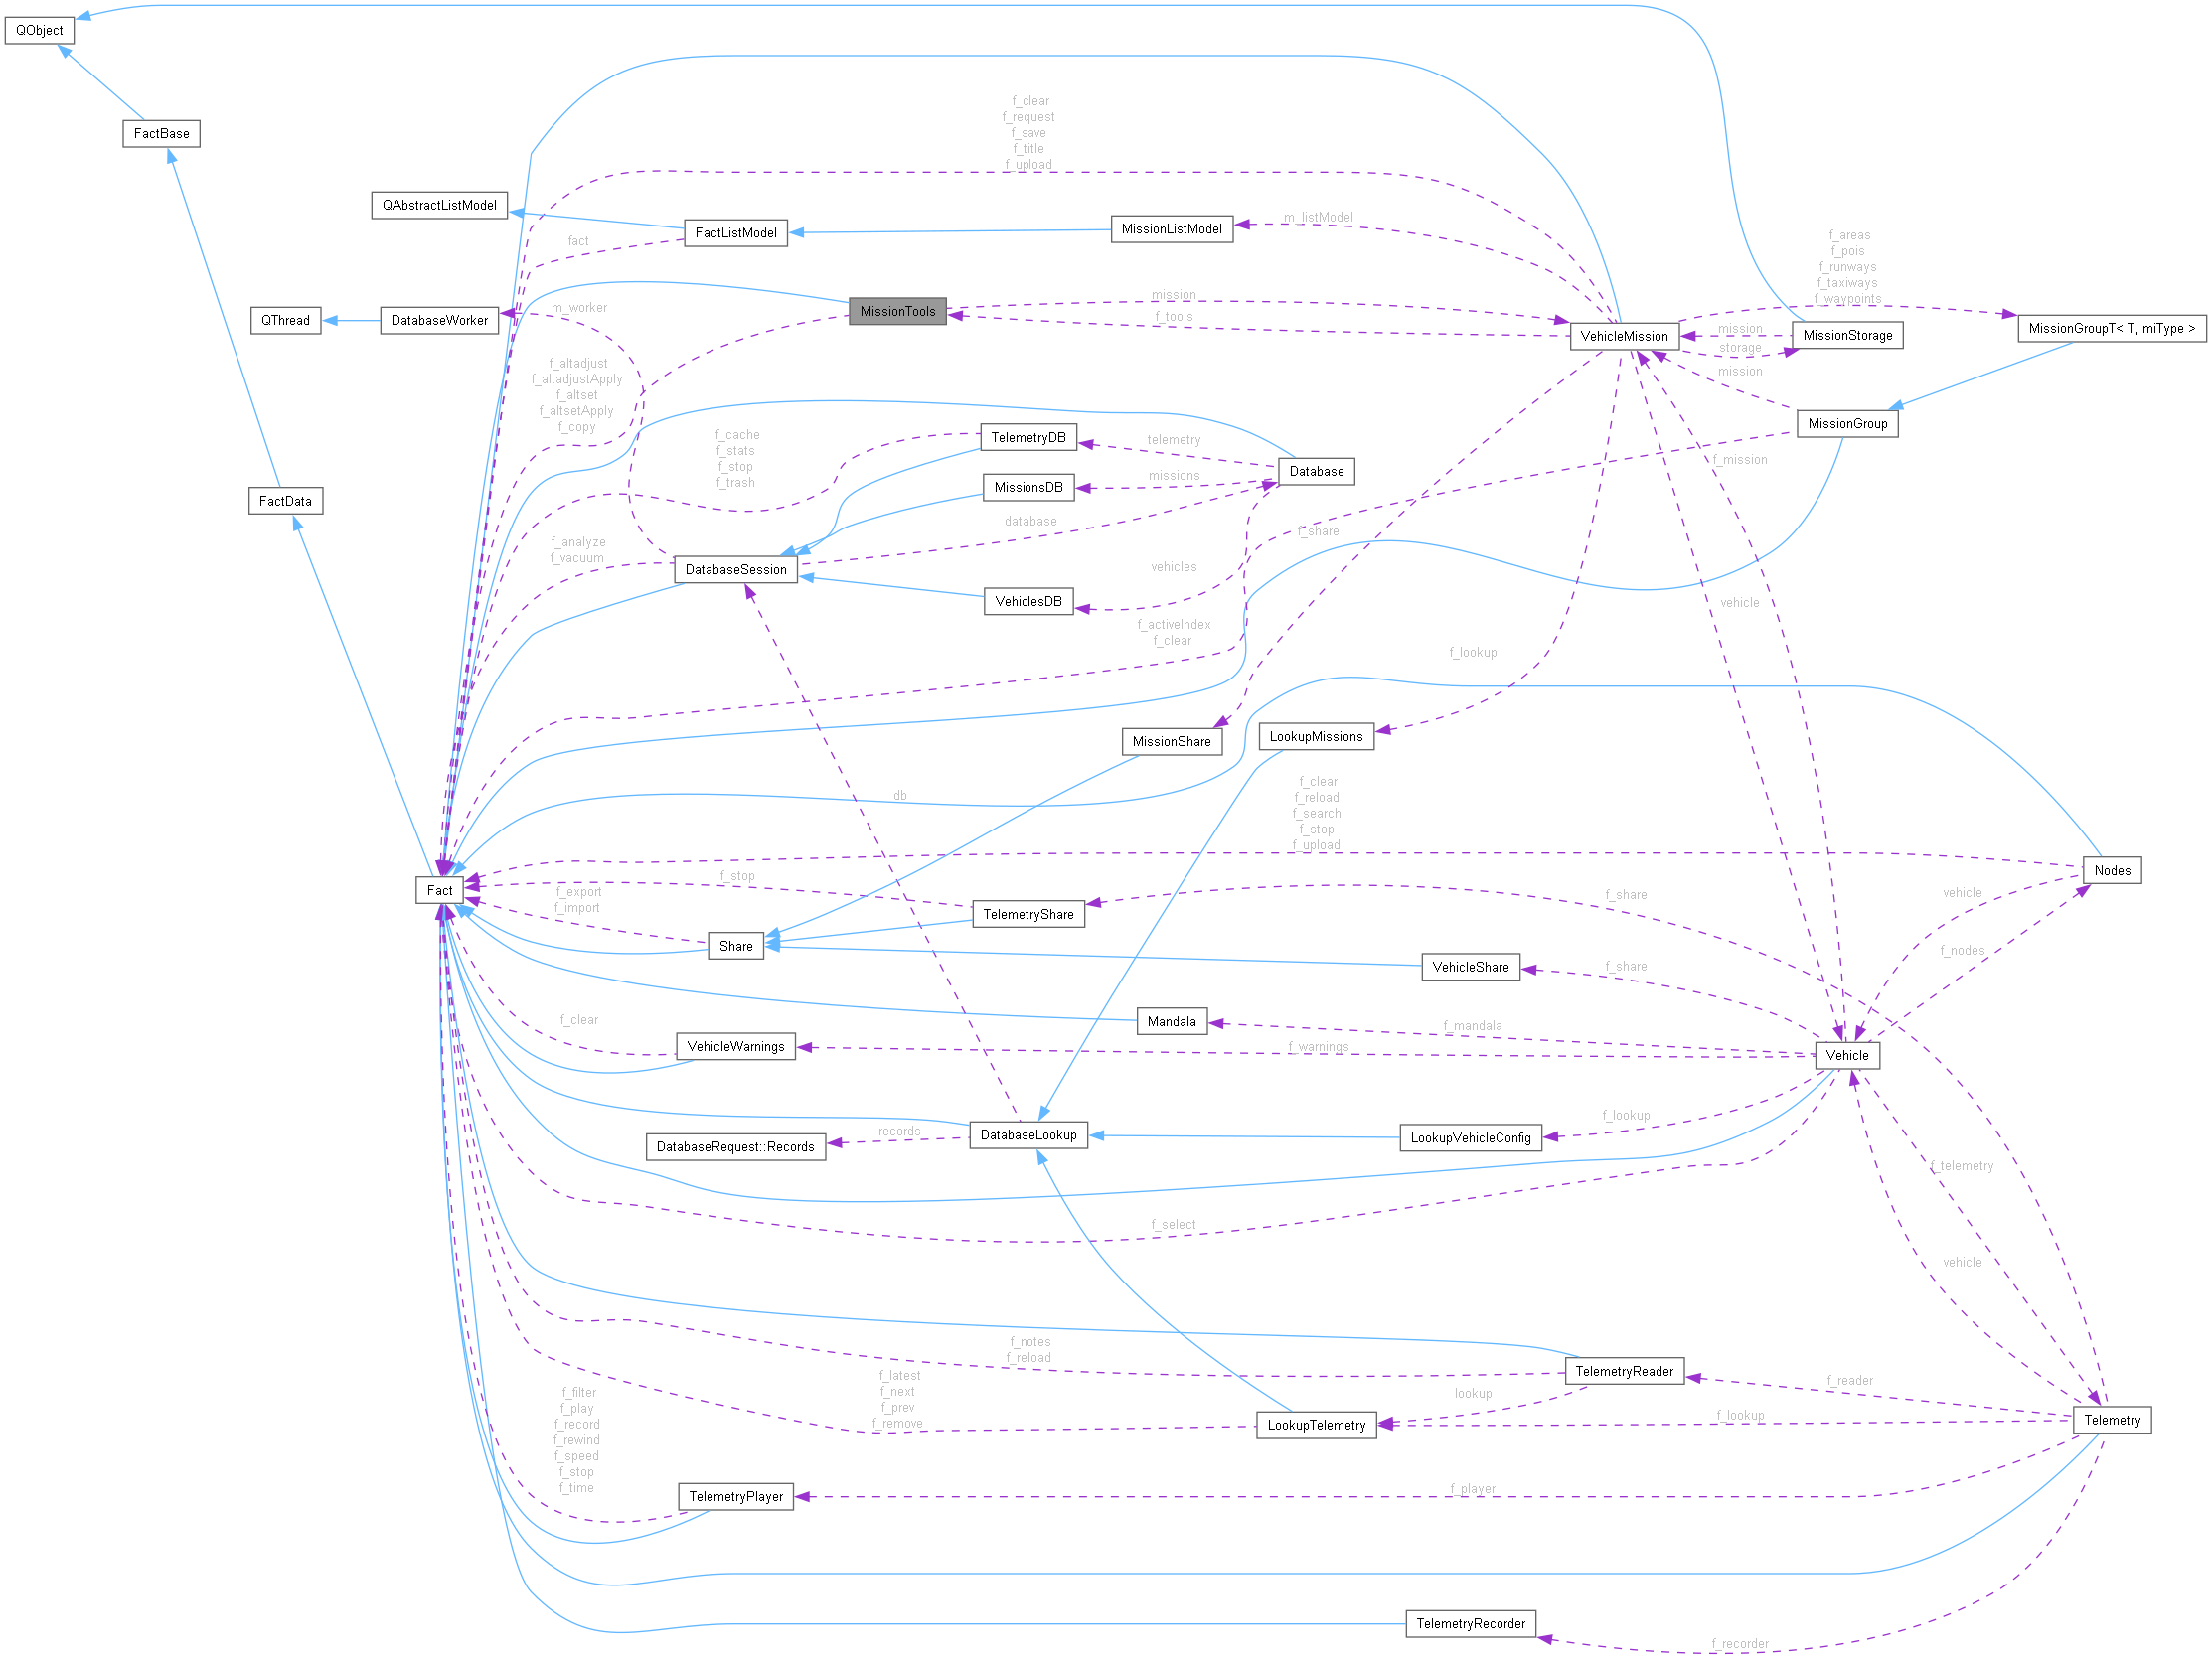 QObject
FactBase
f_clear
f_request
f_save
f_title
f_upload
QAbstractListModel
FactListModel
MissionListModel
m_listModel
fact
f_areas
f_pois
f_runways
f_taxiways
f_waypoints
QThread
DatabaseWorker
m_worker
MissionTools
mission
f_tools
VehicleMission
mission
storage
MissionStorage
MissionGroupT< T, miType >
mission
f_altadjust
f_altadjustApply
f_altset
f_altsetApply
f_copy
MissionGroup
f_cache
f_stats
f_stop
f_trash
TelemetryDB
telemetry
Database
f_mission
MissionsDB
missions
FactData
database
f_share
f_analyze
f_vacuum
DatabaseSession
vehicles
VehiclesDB
vehicle
f_activeIndex
f_clear
f_lookup
MissionShare
LookupMissions
db
f_clear
f_reload
f_search
f_stop
f_upload
Nodes
Fact
f_stop
f_export
f_import
TelemetryShare
f_share
vehicle
Share
f_nodes
VehicleShare
f_share
f_clear
Mandala
f_mandala
VehicleWarnings
f_warnings
Vehicle
DatabaseRequest::Records
records
DatabaseLookup
LookupVehicleConfig
f_lookup
f_telemetry
f_select
vehicle
f_notes
f_reload
TelemetryReader
f_reader
f_latest
f_next
f_prev
f_remove
lookup
LookupTelemetry
f_lookup
Telemetry
f_filter
f_play
f_record
f_rewind
f_speed
f_stop
f_time
TelemetryPlayer
f_player
TelemetryRecorder
f_recorder